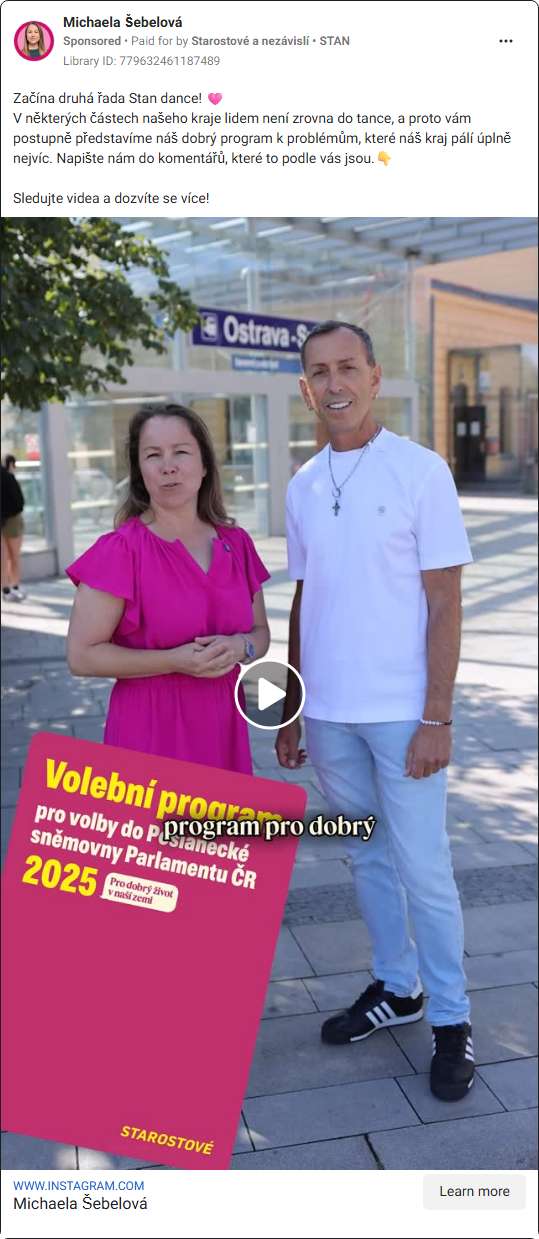 Michaela Šebelová
Sponsored • Paid for by Starostové a nezávislí • STAN
Library ID: 779632461187489
Začína druhá řada Stan dance! 💗
V některých částech našeho kraje lidem není zrovna do tance, a proto vám
postupně představíme náš dobrý program k problémům, které náš kraj pálí úplně
nejvíc. Napište nám do komentářů, které to podle vás jsou.👇
Sledujte videa a dozvíte se více!
Ostrava-S
Volební program
pro volby do Poslanecké
sněmovny Parlamentu ČR
2025
Pro dobrý život
v naší zemi
program pro dobrý
STAROSTOVÉ
WWW.INSTAGRAM.COM
Michaela Šebelová
Learn more